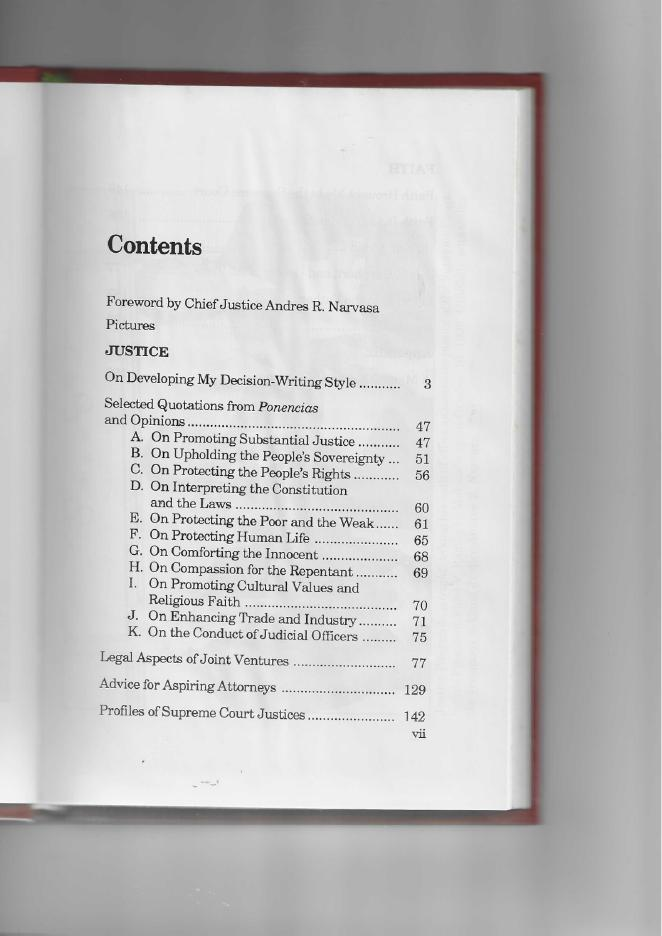 Contents
Foreword by Chief Justice Andres R. Narvasa
Pictures
JUSTICE
On Developing My Decision-Writing Style ........... 3
Selected Quotations from Ponencias
and Opinions ........................................................ 47
A. On Promoting Substantial Justice ........... 47
B. On Upholding the People's Sovereignty ... 51
C. On Protecting the People's Rights ............ 56
D. On Interpreting the Constitution
and the Laws ........................................... 60
E. On Protecting the Poor and the Weak...... 61
F. On Protecting Human Life ...................... 65
G. On Comforting the Innocent .................... 68
H. On Compassion for the Repentant ........... 69
I. On Promoting Cultural Values and
Religious Faith ........................................ 70
J. On Enhancing Trade and Industry .......... 71
K. On the Conduct of Judicial Officers ......... 75
Legal Aspects of Joint Ventures ........................... 77
Advice for Aspiring Attorneys .............................. 129
Profiles of Supreme Court Justices ....................... 142
vii